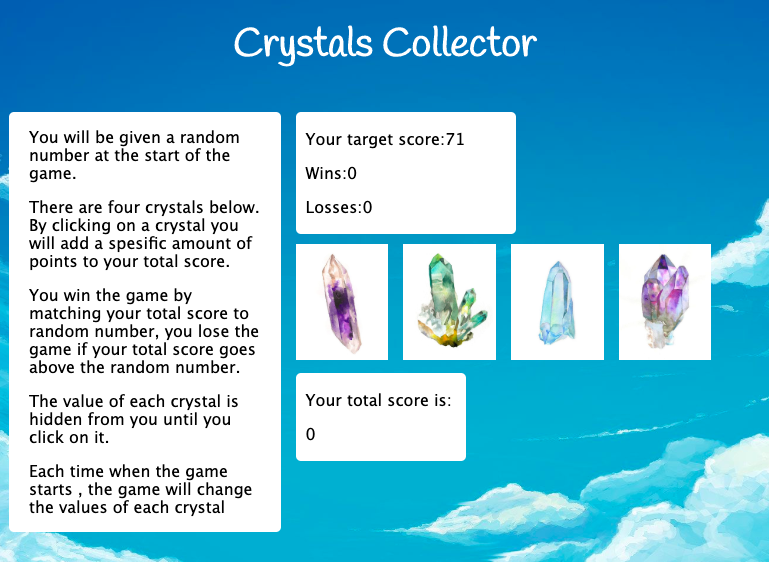 Crystals Collector
You will be given a random
number at the start of the
game.
There are four crystals below.
By clicking on a crystal you
will add a spesific amount of
points to your total score.
You win the game by
matching your total score to
random number, you lose the
game if your total score goes
above the random number.
The value of each crystal is
hidden from you until you
click on it.
Each time when the game
starts , the game will change
the values of each crystal
Your target score:71
Wins:0
Losses:0
Your total score is:
0